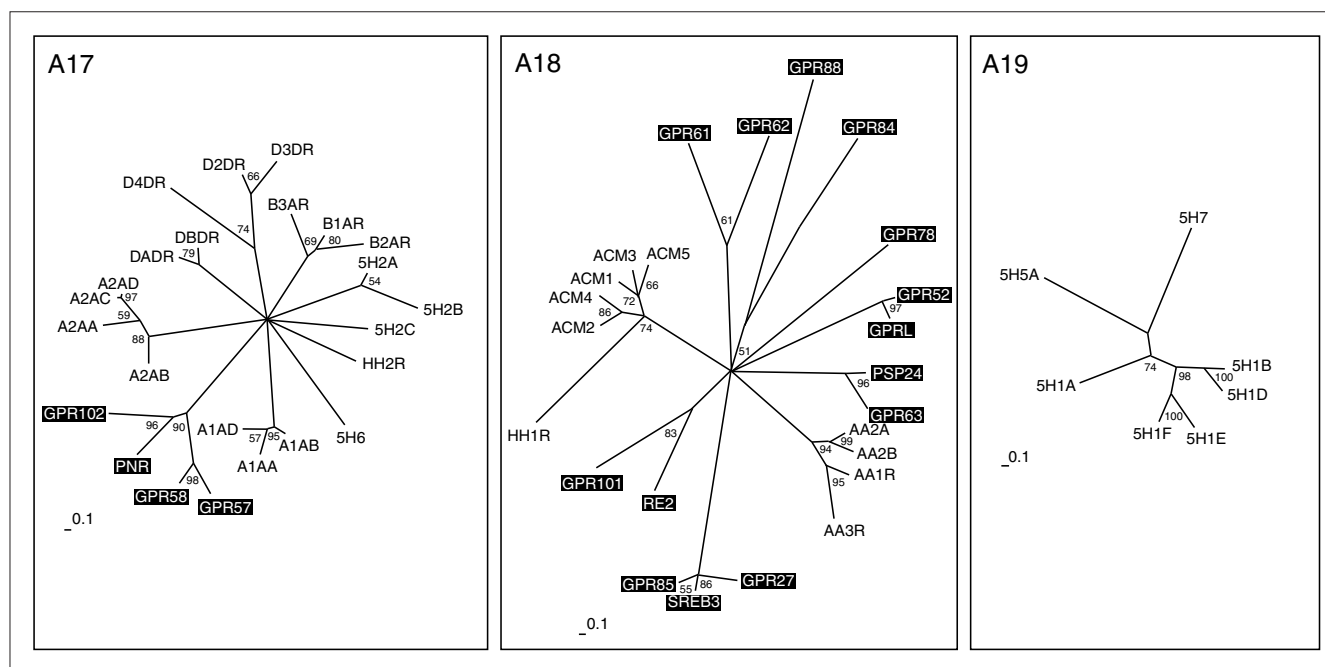 A17
D3DR
D2DR
66
D4DR
B3AR
B1AR
74
69
80
B2AR
DBDR
79
DADR
5H2A
54
A2AD
97
A2AC
5H2B
59
A2AA
5H2C
88
HH2R
A2AB
GPR102
96
90
A1AD
57
95
A1AB
5H6
PNR
A1AA
98
GPR58
GPR57
0.1
A18
GPR88
GPR61
GPR62
GPR84
61
GPR78
ACM3
ACM5
ACM1
66
ACM4
72
GPR52
97
86
GPRL
ACM2
74
51
PSP24
96
GPR63
HH1R
AA2A
83
99
94
AA2B
AA1R
GPR101
95
RE2
AA3R
GPR85
55
86
GPR27
SREB3
0.1
A19
5H7
5H5A
74
98
5H1B
100
5H1A
5H1D
100
5H1F
5H1E
0.1